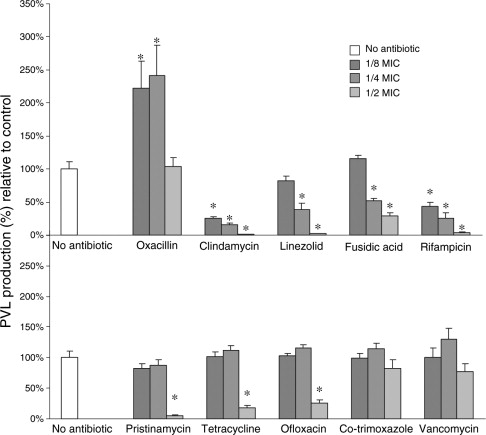 PVL production (%) relative to control
350%
300%
250%
200%
150%
100%
50%
0%
* *
* * *
* *
* *
* * *
No antibiotic
1/8 MIC
1/4 MIC
1/2 MIC
No antibiotic Oxacillin Clindamycin Linezolid Fusidic acid Rifampicin
250%
200%
150%
100%
50%
0%
*
*
*
No antibiotic Pristinamycin Tetracycline Ofloxacin Co-trimoxazole Vancomycin